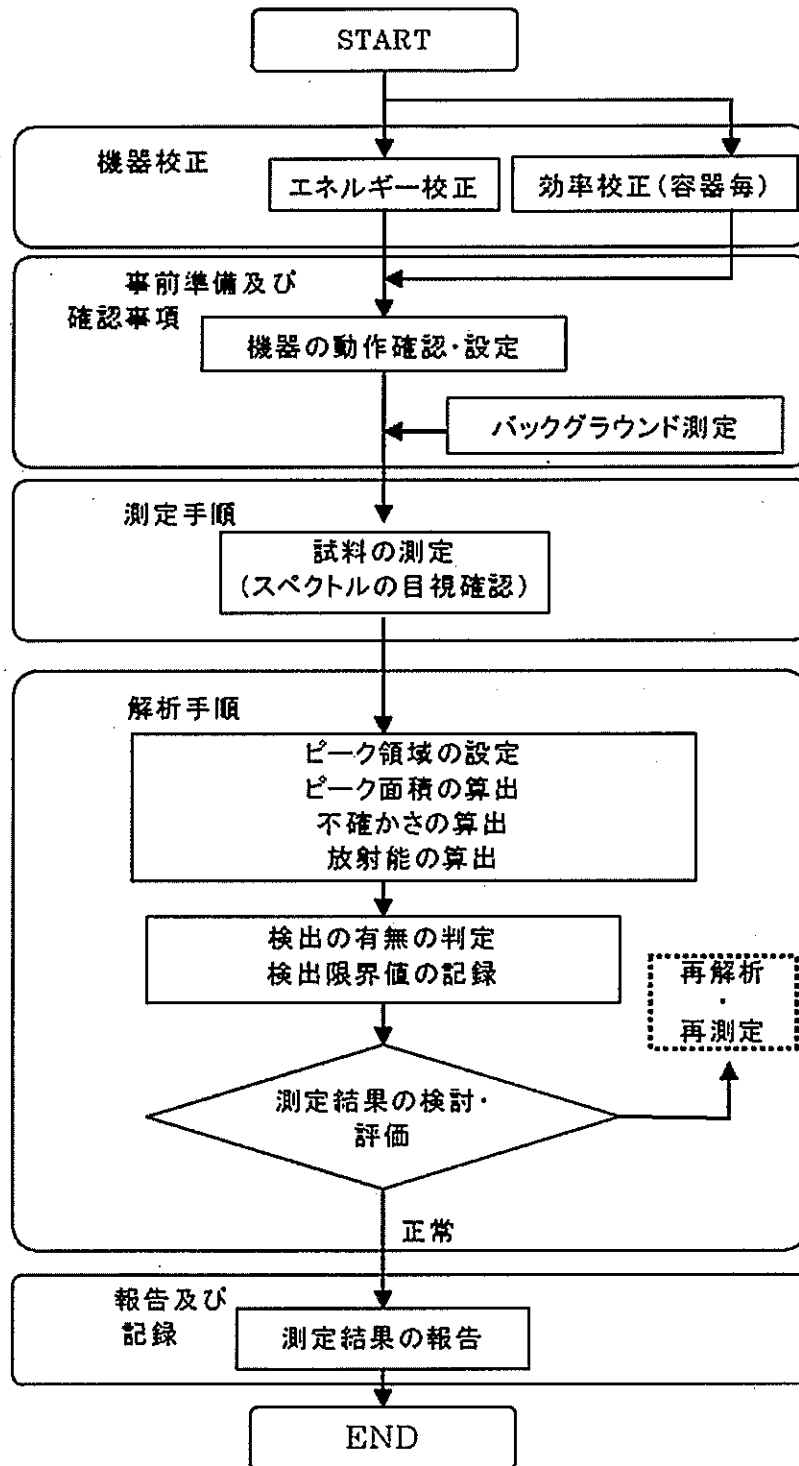 START
機器校正
エネルギー校正
効率校正(容器毎)
事前準備及び
確認事項
機器の動作確認・設定
バックグラウンド測定
測定手順
試料の測定
(スペクトルの目視確認)
解析手順
ピーク領域の設定
ピーク面積の算出
不確かさの算出
放射能の算出
検出の有無の判定
検出限界値の記録
再解析
・
再測定
測定結果の検討・
評価
正常
報告及び
記録
測定結果の報告
END